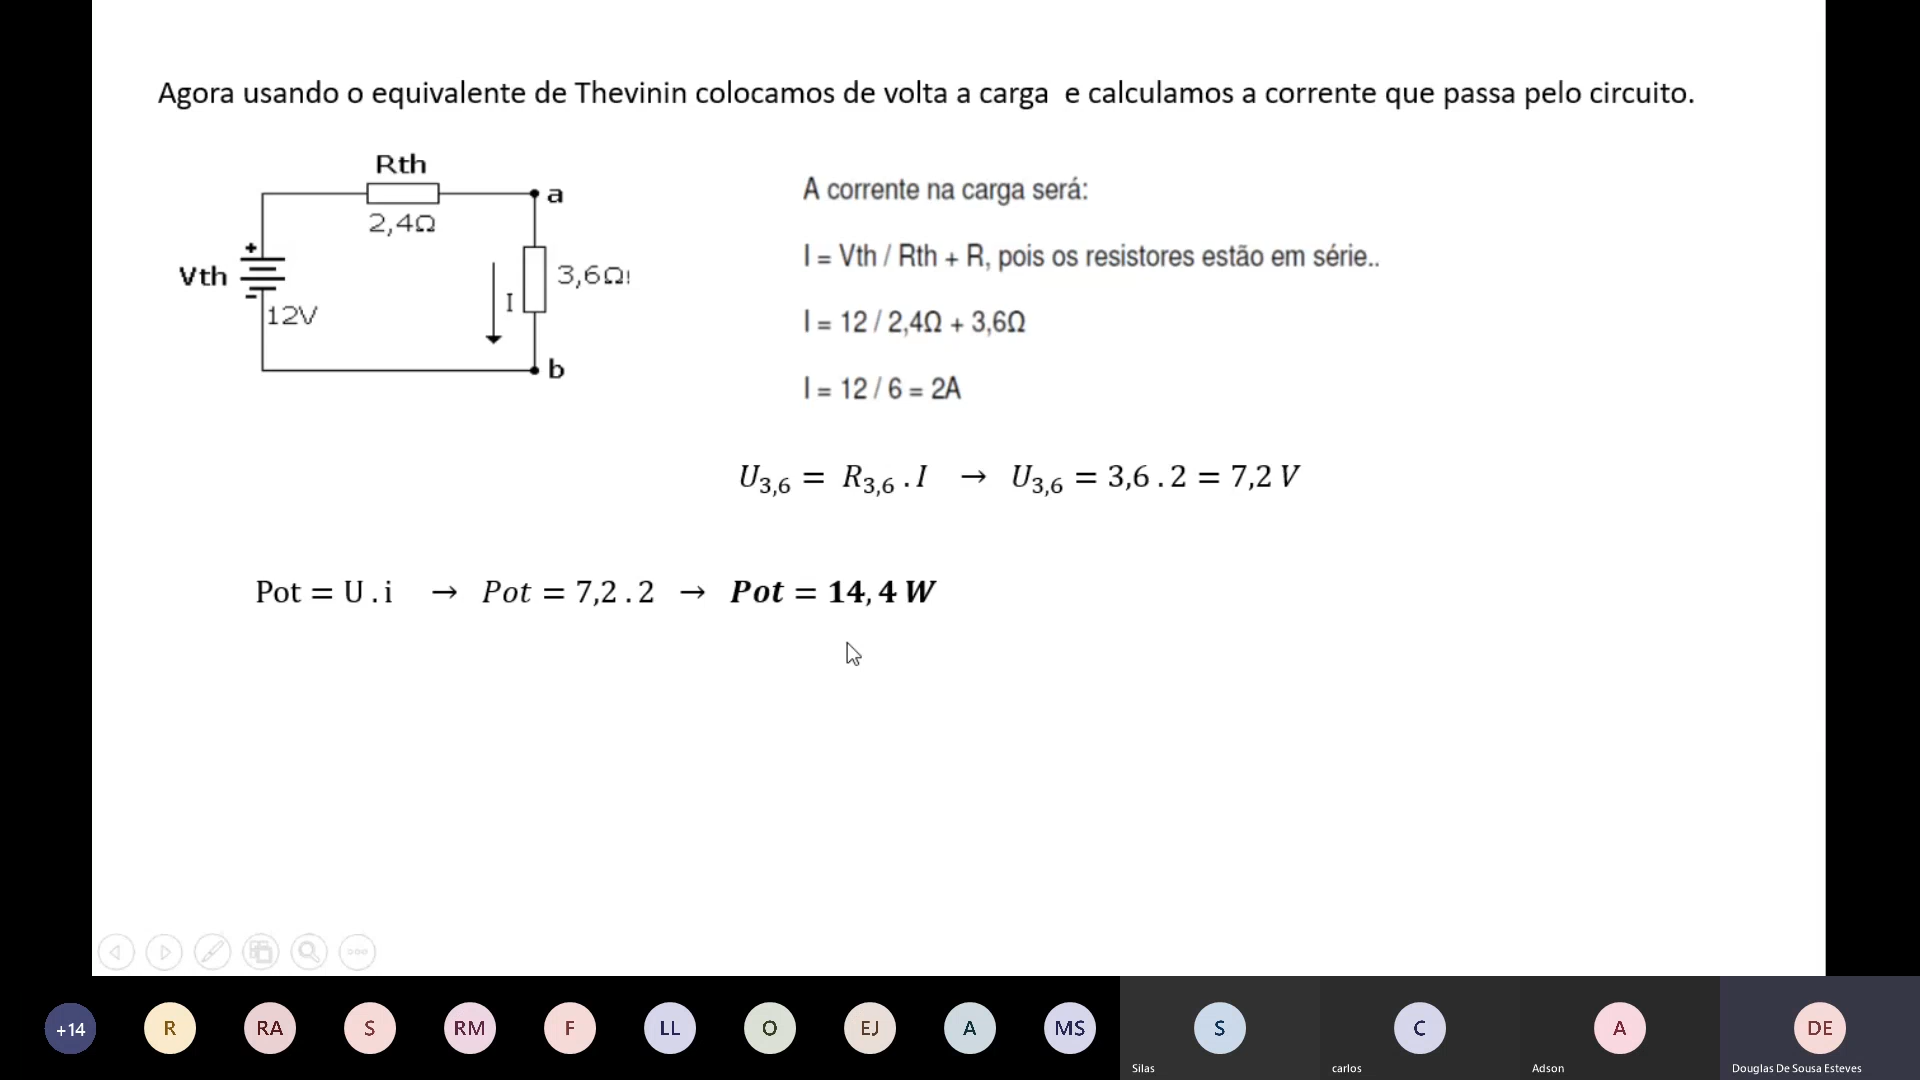 Agora usando o equivalente de Thevinin colocamos de volta a carga e calculamos a corrente que passa pelo circuito.
Rth
a
2,4Ω
+
Vth
-
12V
I
3,6Ω
b
A corrente na carga será:
I = Vth / Rth + R, pois os resistores estão em série..
I = 12 / 2,4Ω + 3,6Ω
I = 12 / 6 = 2A
U3,6 = R3,6 . I → U3,6 = 3,6 . 2 = 7,2 V
Pot = U . i → Pot = 7,2 . 2 → Pot = 14,4 W
+14
R
RA
S
RM
F
LL
O
EJ
A
MS
S
Silas
C
carlos
A
Adson
DE
Douglas De Sousa Esteves